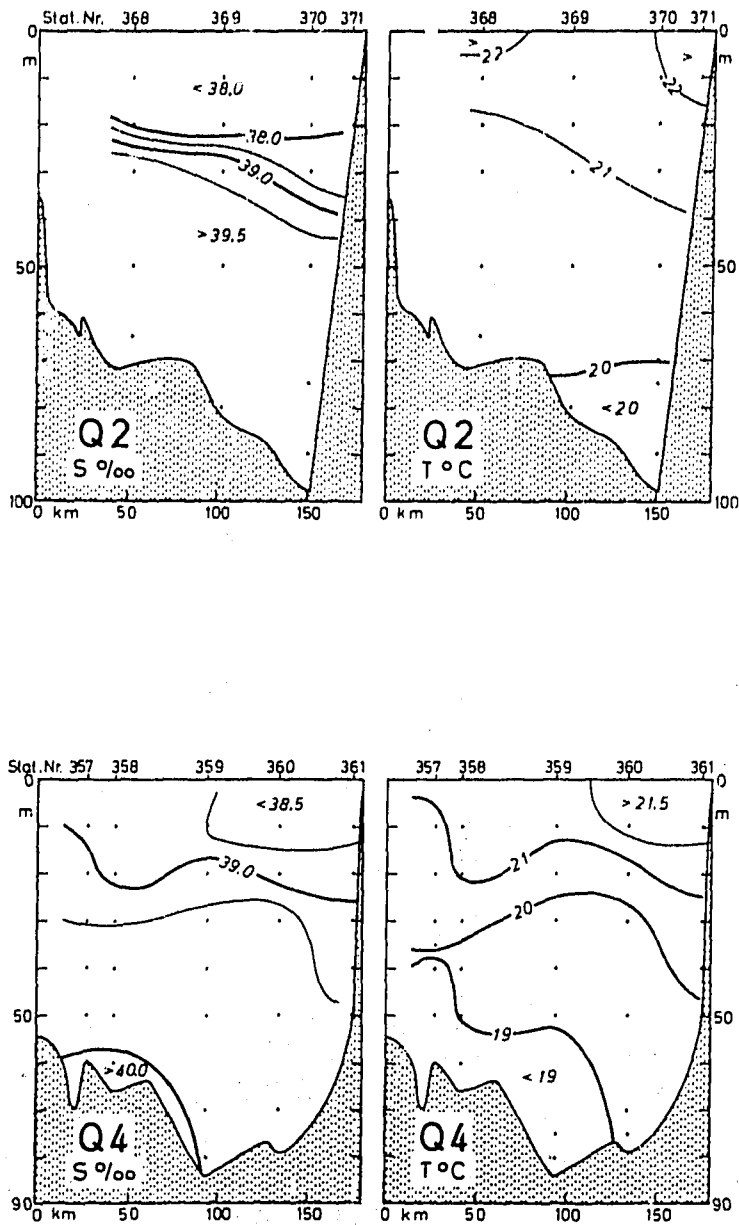 Stat. Nr. 368 369 370 371
368 369 370 371
0
0
m
m
< 38.0
38.0
39.0
> 39.5
> 22
22
>
21
20
< 20
50
50
Q2
S ‰
Q2
T °C
100
100
0 km 50 100 150
0 km 50 100 150
Stat. Nr. 357 358 359 360 361
357 358 359 360 361
0
0
m
m
< 38.5
39.0
> 40.0
> 21.5
21
20
19
< 19
50
50
Q4
S ‰
Q4
T °C
90
90
0 km 50 100 150
0 km 50 100 150